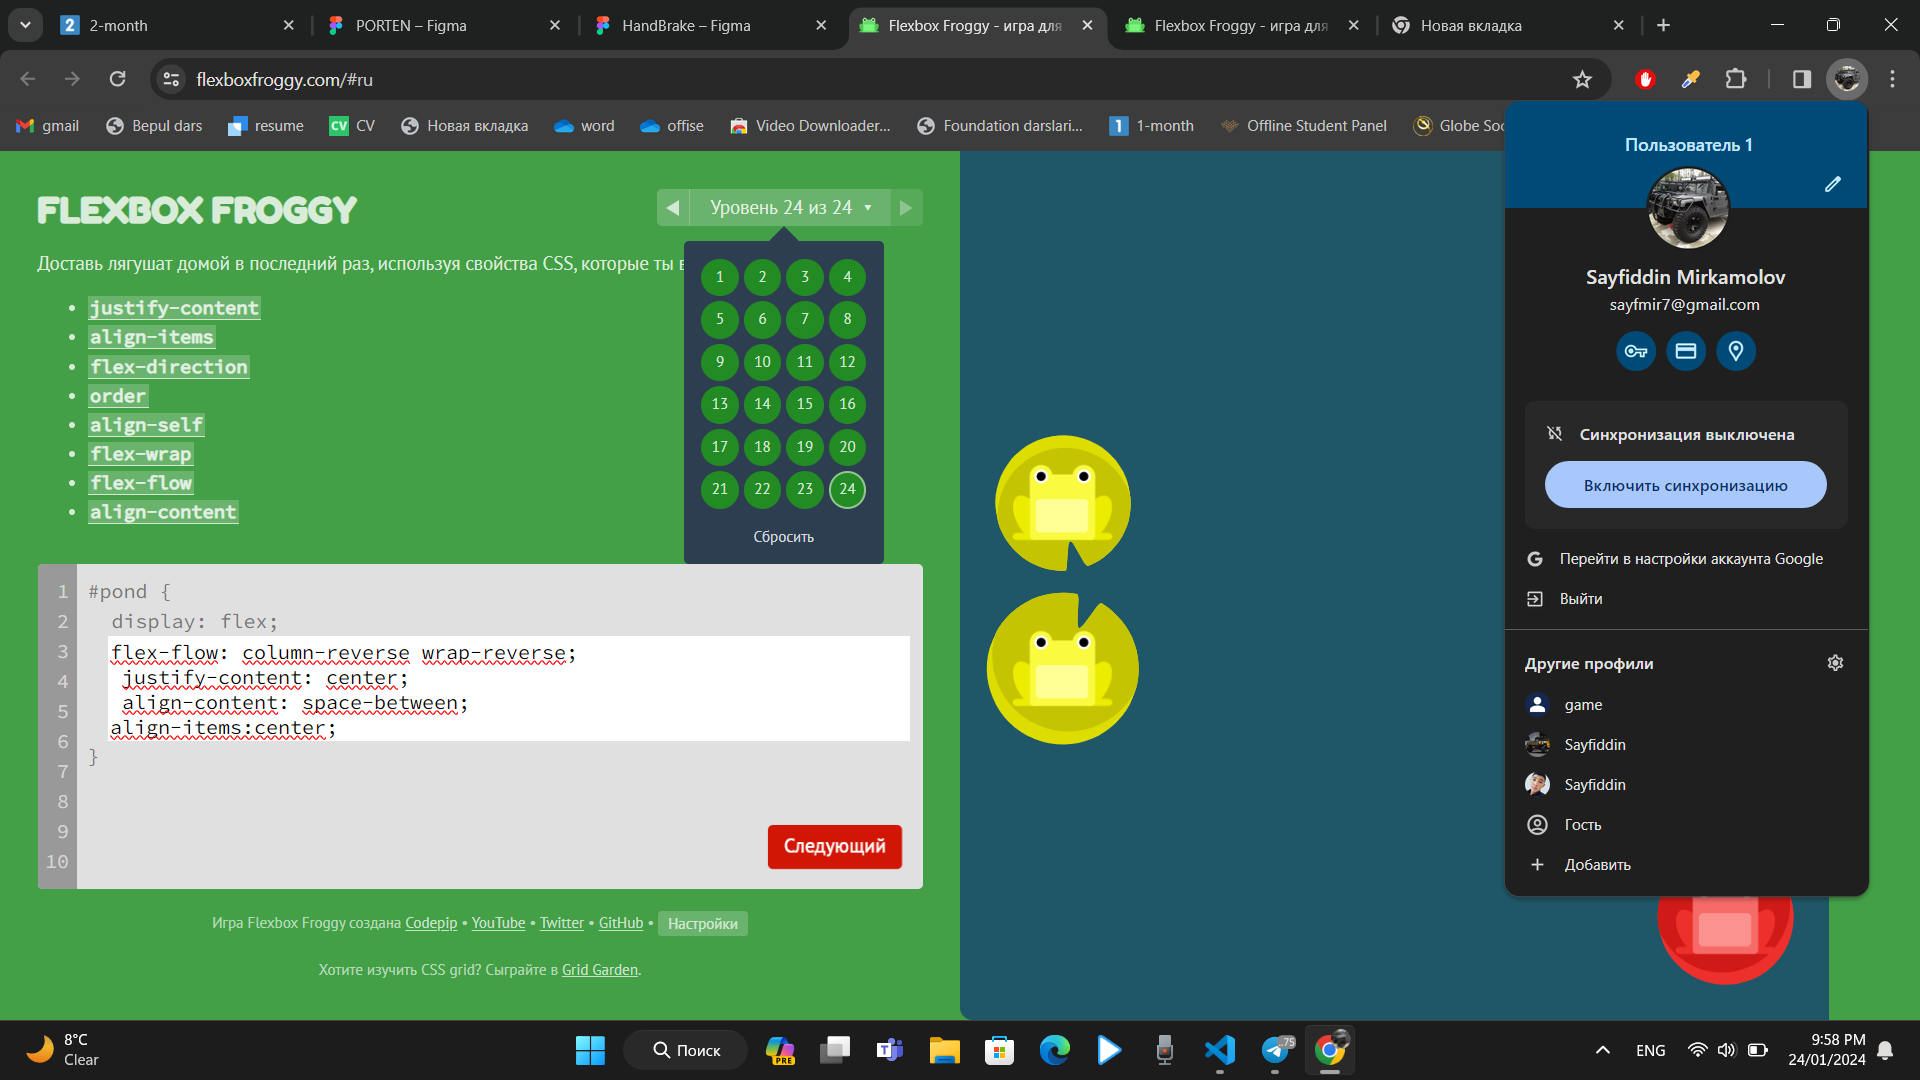 2-month
PORTEN – Figma
HandBrake – Figma
Flexbox Froggy - игра для
Flexbox Froggy - игра для
Новая вкладка
flexboxfroggy.com/#ru
gmail
Bepul dars
resume
CV CV
Новая вкладка
word
offise
Video Downloader...
Foundation darslari...
1-month
Offline Student Panel
Globe Soc
FLEXBOX FROGGY
Уровень 24 из 24
Доставь лягушат домой в последний раз, используя свойства CSS, которые ты
justify-content
align-items
flex-direction
order
align-self
flex-wrap
flex-flow
align-content
1 2 3 4
5 6 7 8
9 10 11 12
13 14 15 16
17 18 19 20
21 22 23 24
Сбросить
1 #pond {
2 display: flex;
3 flex-flow: column-reverse wrap-reverse;
4 justify-content: center;
5 align-content: space-between;
6 align-items:center;
7 }
8
9
10
Следующий
Игра Flexbox Froggy создана Codepip • YouTube • Twitter • GitHub • Настройки
Хотите изучить CSS grid? Сыграйте в Grid Garden.
Пользователь 1
Sayfiddin Mirkamolov
sayfmir7@gmail.com
Синхронизация выключена
Включить синхронизацию
Перейти в настройки аккаунта Google
Выйти
Другие профили
game
Sayfiddin
Sayfiddin
Гость
Добавить
8°C
Clear
Поиск
PRE
75
ENG
9:58 PM
24/01/2024